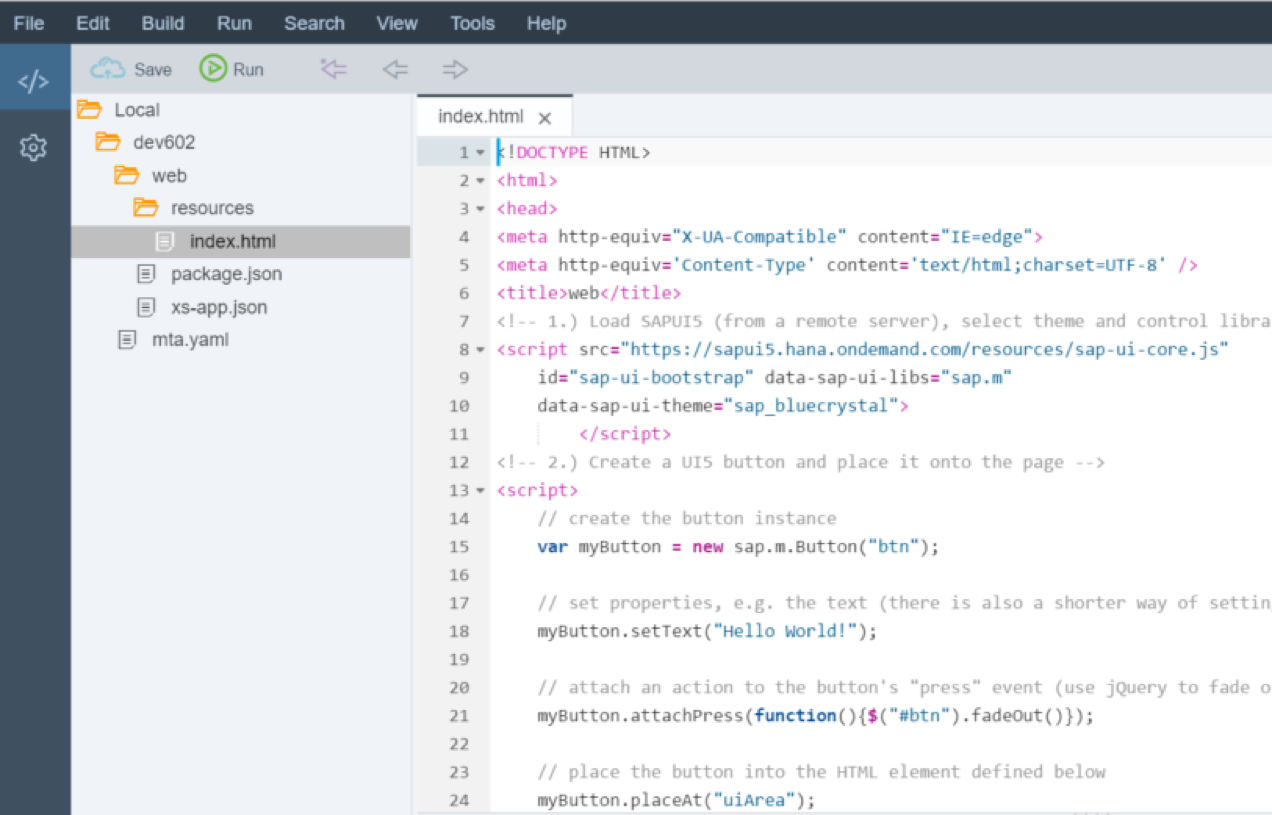 File Edit Build Run Search View Tools Help
</> Save Run
Local
dev602
web
resources
index.html
package.json
xs-app.json
mta.yaml
index.html ×
1 <!DOCTYPE HTML>
2 <html>
3 <head>
4 <meta http-equiv="X-UA-Compatible" content="IE=edge">
5 <meta http-equiv='Content-Type' content='text/html;charset=UTF-8' />
6 <title>web</title>
7 <!-- 1.) Load SAPUI5 (from a remote server), select theme and control libra
8 <script src="https://sapui5.hana.ondemand.com/resources/sap-ui-core.js"
9 id="sap-ui-bootstrap" data-sap-ui-libs="sap.m"
10 data-sap-ui-theme="sap_bluecrystal">
11 </script>
12 <!-- 2.) Create a UI5 button and place it onto the page -->
13 <script>
14 // create the button instance
15 var myButton = new sap.m.Button("btn");
16
17 // set properties, e.g. the text (there is also a shorter way of settin
18 myButton.setText("Hello World!");
19
20 // attach an action to the button's "press" event (use jQuery to fade o
21 myButton.attachPress(function(){$("#btn").fadeOut()});
22
23 // place the button into the HTML element defined below
24 myButton.placeAt("uiArea");